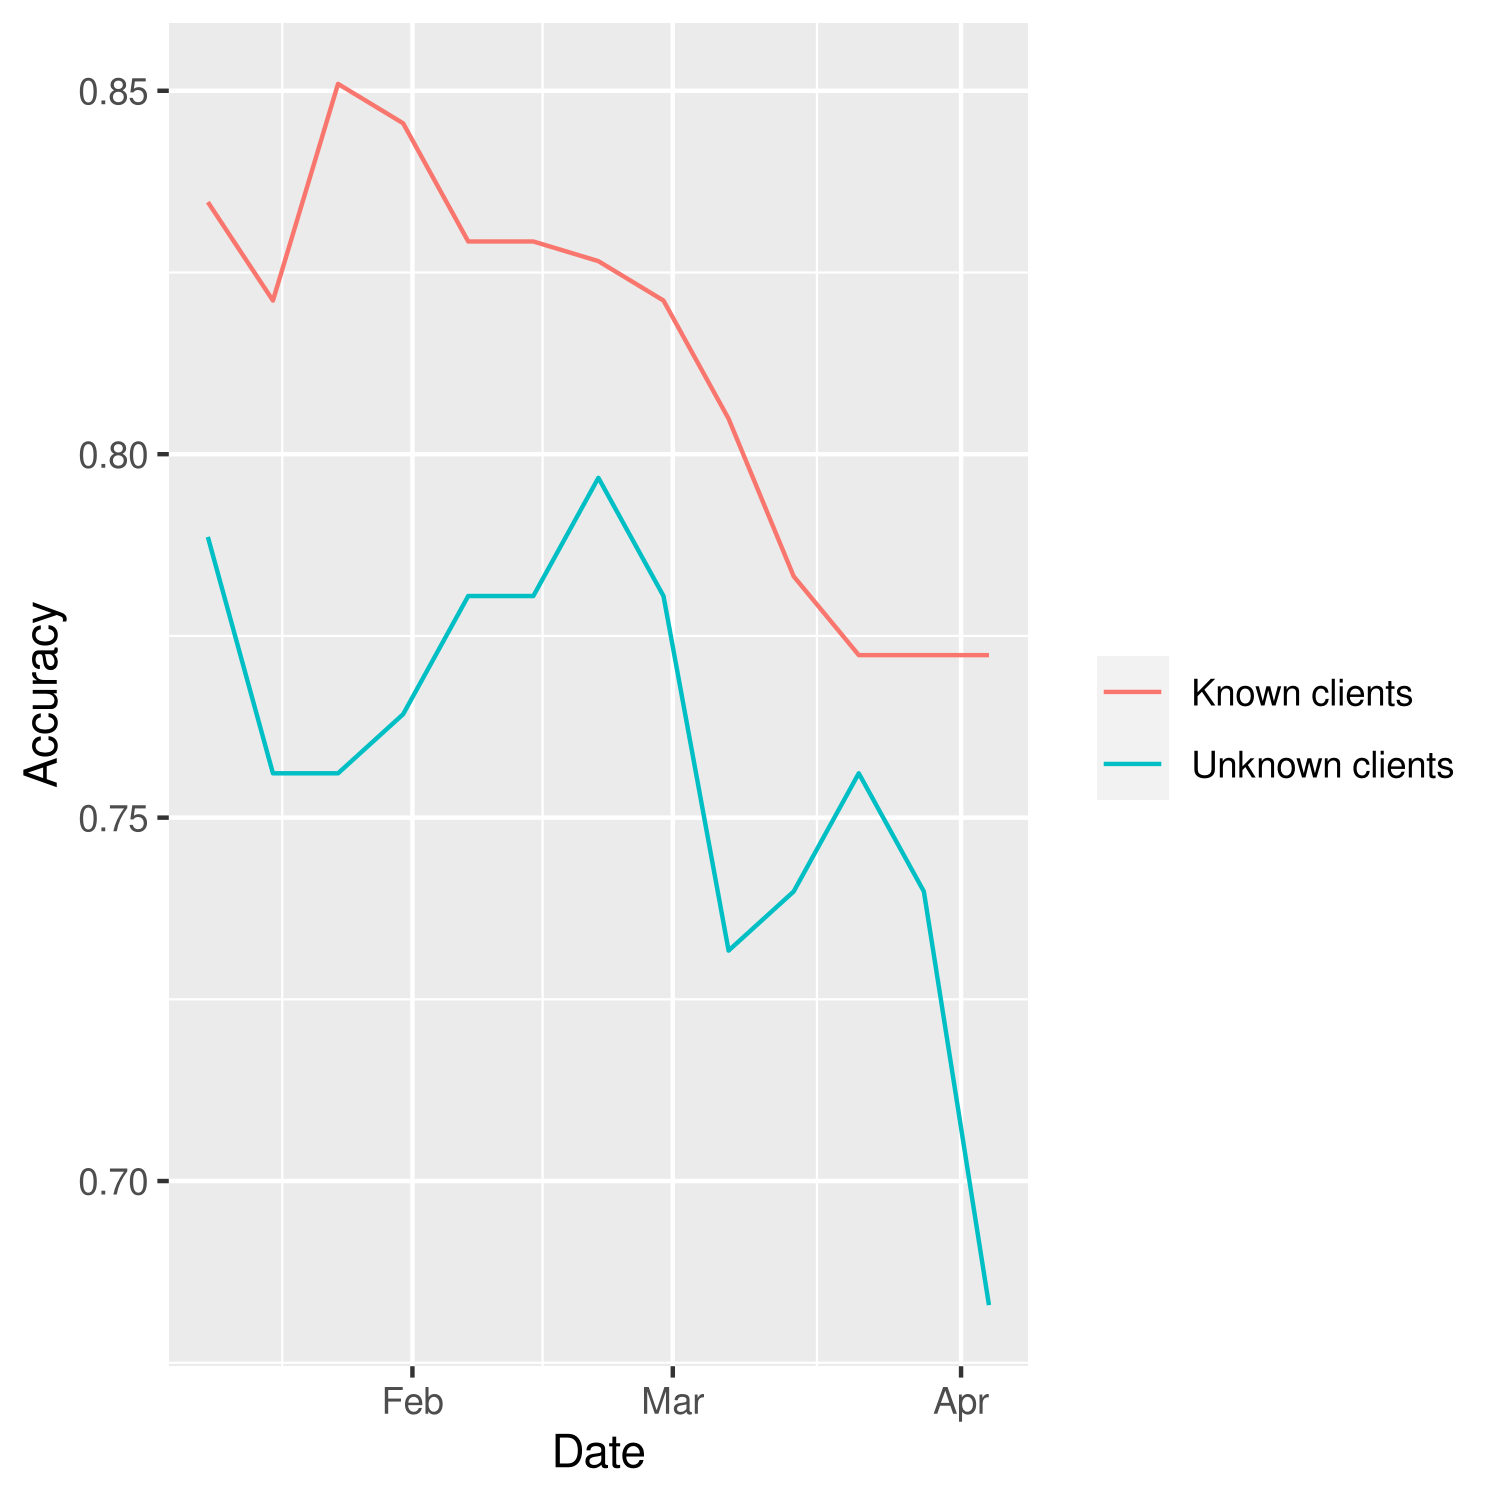 0.85
0.80
0.75
0.70
Accuracy
Feb Mar Apr
Date
Known clients
Unknown clients